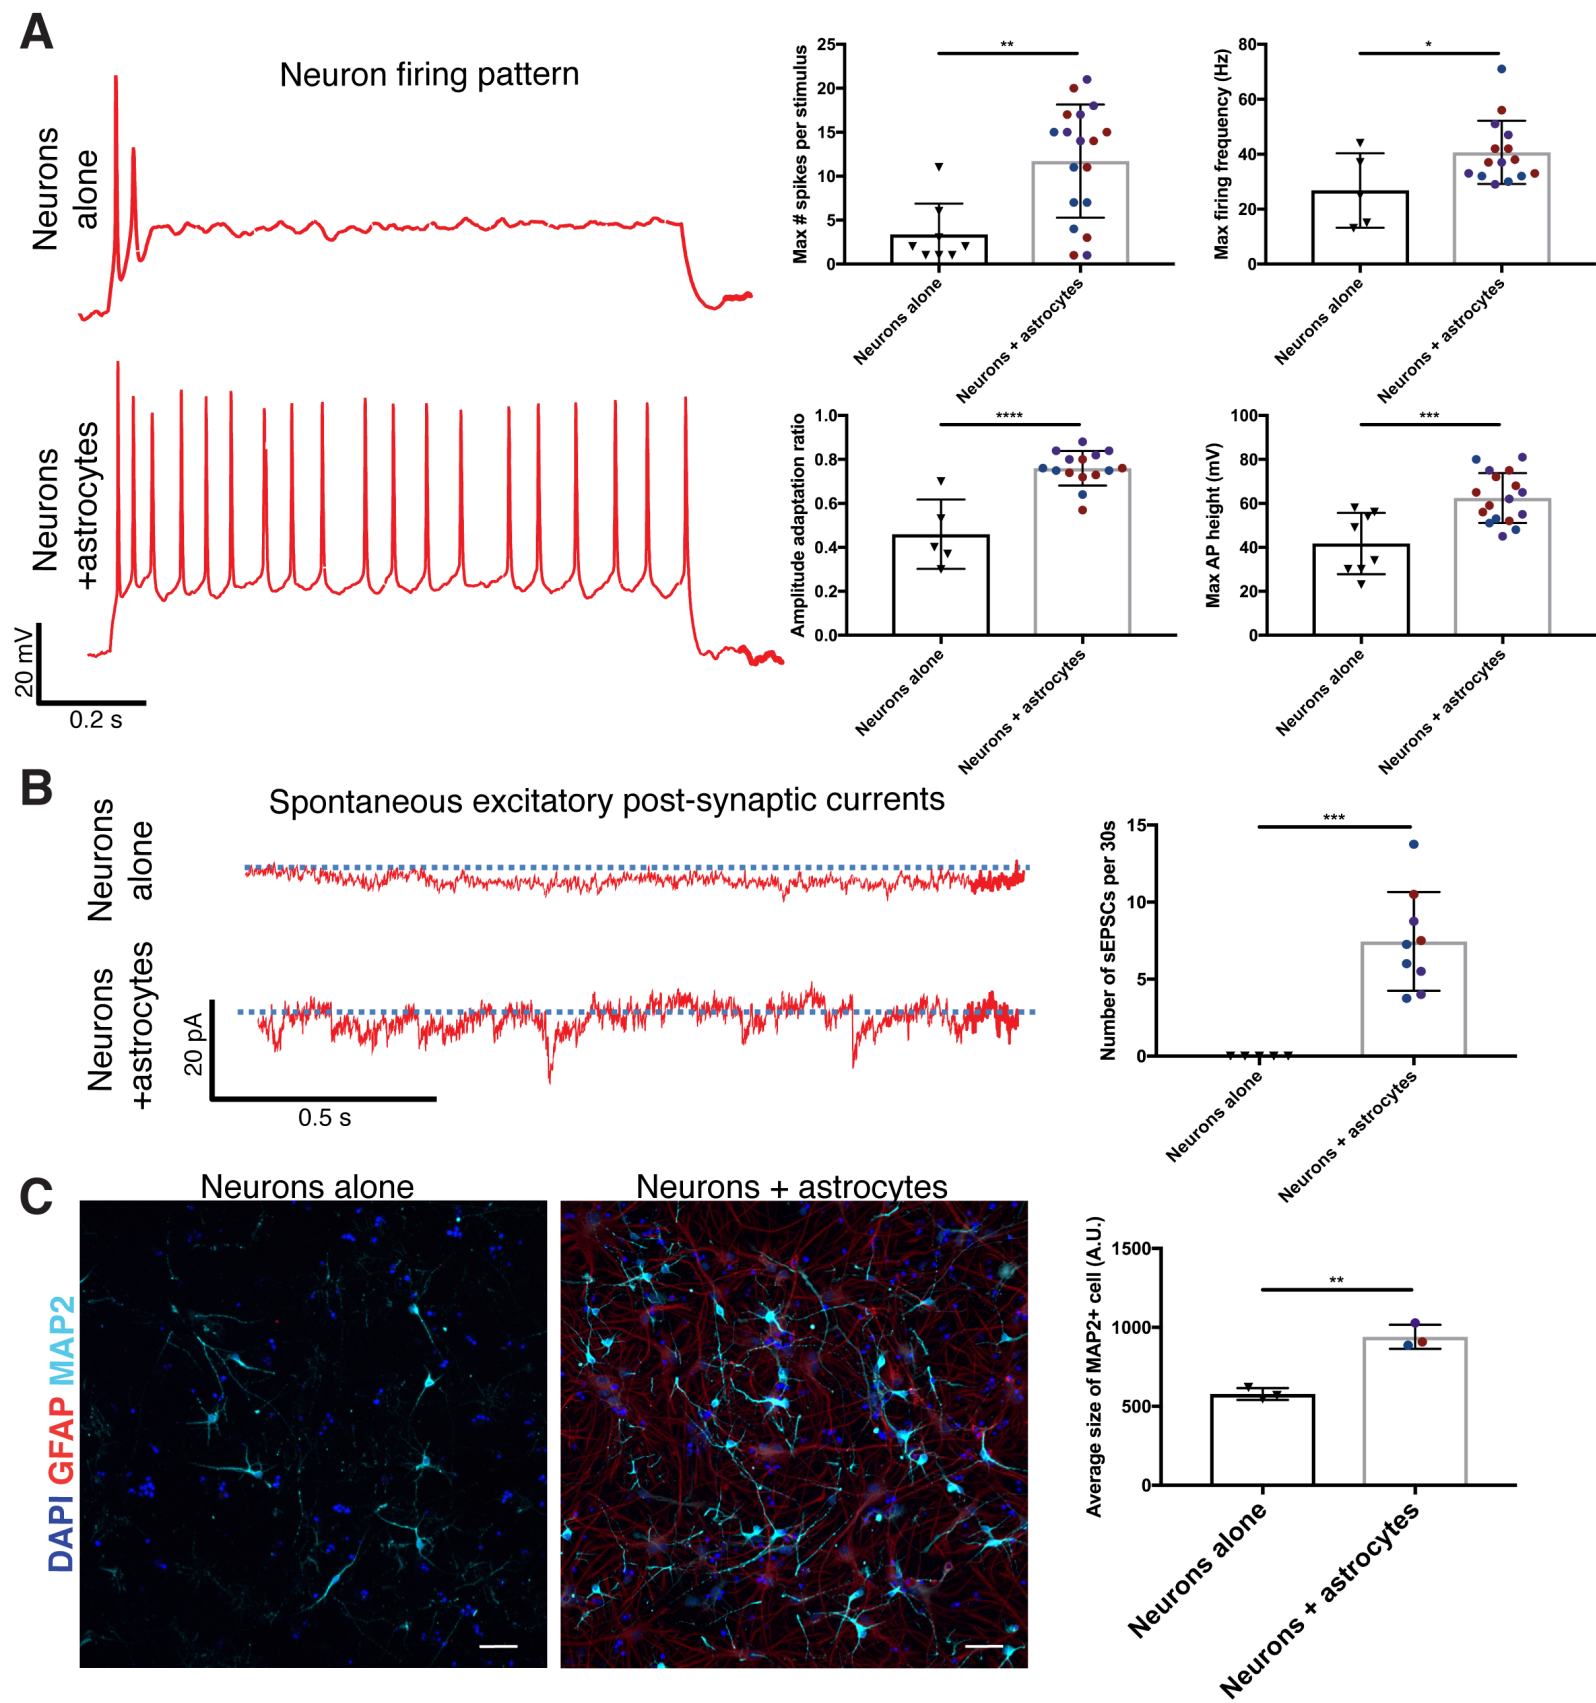 A
Neuron firing pattern
Neurons
alone
Neurons
+astrocytes
20 mV
0.2 s
Max # spikes per stimulus
25
20
15
10
5
0
**
Neurons alone
Neurons + astrocytes
Max firing frequency (Hz)
80
60
40
20
0
*
Neurons alone
Neurons + astrocytes
Amplitude adaptation ratio
1.0
0.8
0.6
0.4
0.2
0.0
****
Neurons alone
Neurons + astrocytes
Max AP height (mV)
100
80
60
40
20
0
***
Neurons alone
Neurons + astrocytes
B
Spontaneous excitatory post-synaptic currents
Neurons
alone
Neurons
+astrocytes
20 pA
0.5 s
Number of sEPSCs per 30s
15
10
5
0
***
Neurons alone
Neurons + astrocytes
C
Neurons alone
Neurons + astrocytes
DAPI GFAP MAP2
Average size of MAP2+ cell (A.U.)
1500
1000
500
0
**
Neurons alone
Neurons + astrocytes